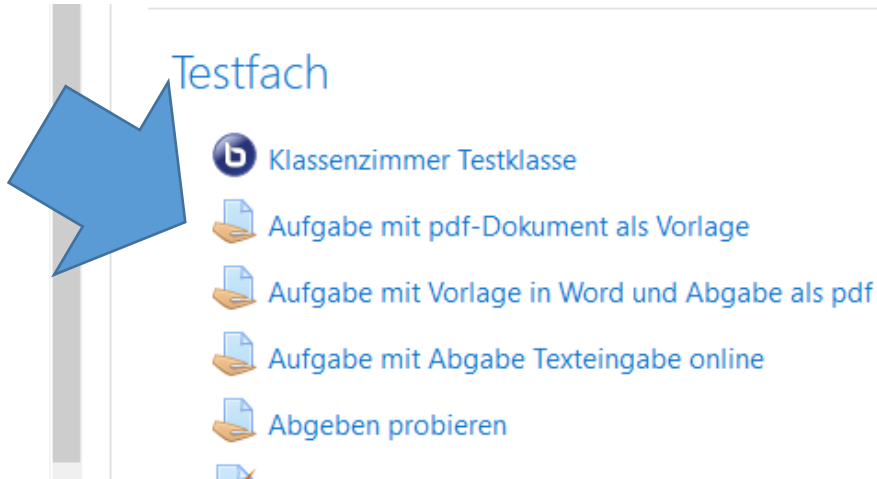 Testfach
Klassenzimmer Testklasse
Aufgabe mit pdf-Dokument als Vorlage
Aufgabe mit Vorlage in Word und Abgabe als pdf
Aufgabe mit Abgabe Texteingabe online
Abgeben probieren